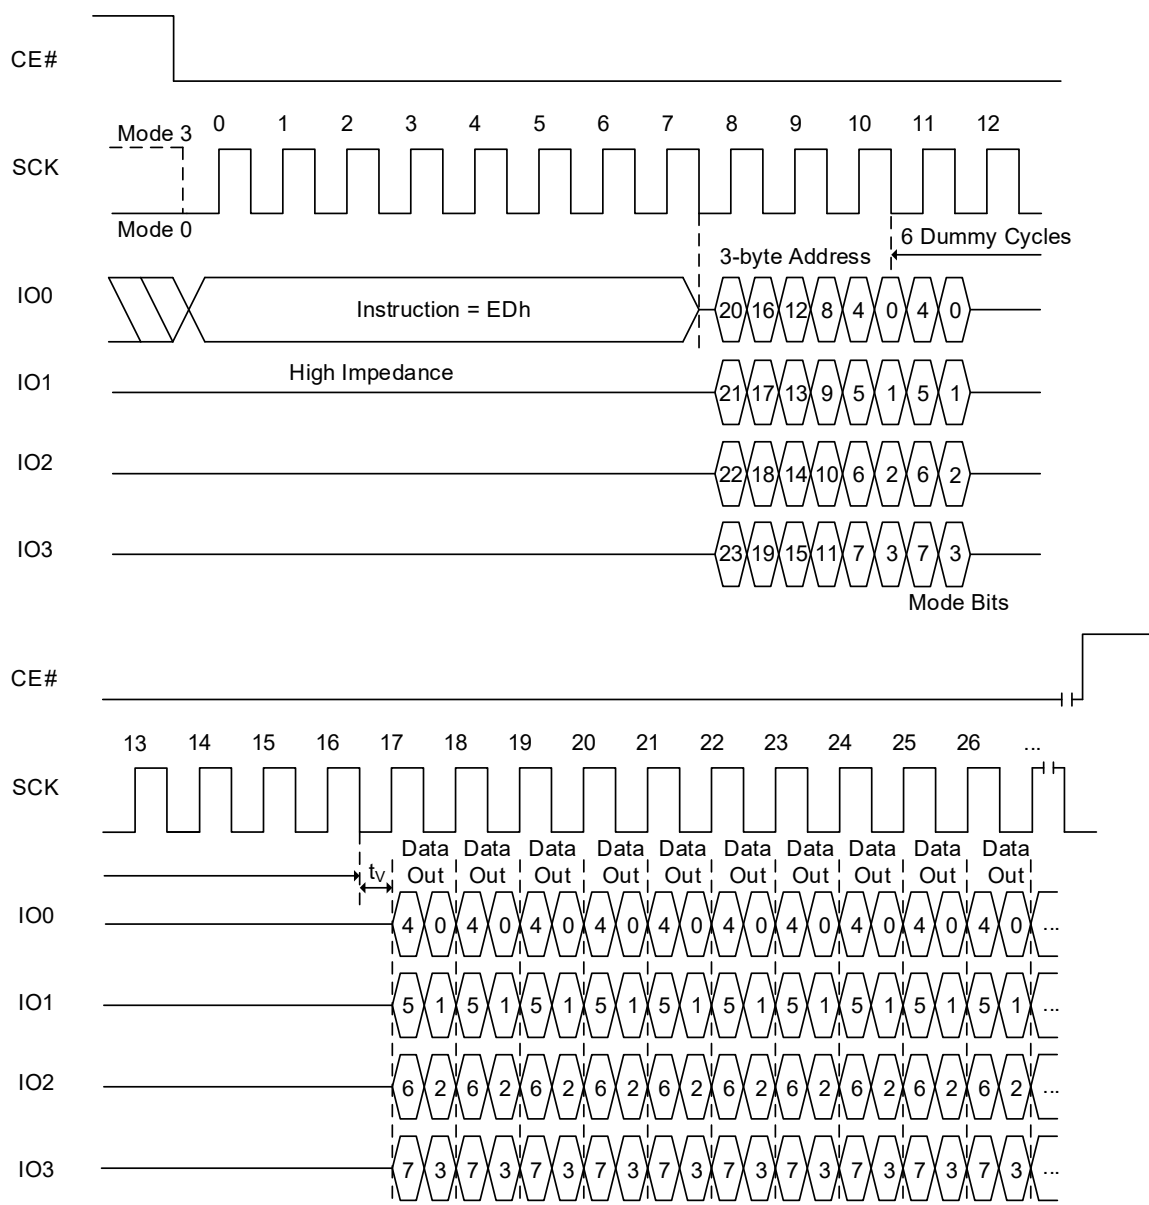 CE#
Mode 3
0 1 2 3 4 5 6 7 8 9 10 11 12
SCK
Mode 0
6 Dummy Cycles
3-byte Address
IO0
Instruction = EDh
20 16 12 8 4 0 4 0
IO1
High Impedance
21 17 13 9 5 1 5 1
IO2
22 18 14 10 6 2 6 2
IO3
23 19 15 11 7 3 7 3
Mode Bits
CE#
13 14 15 16 17 18 19 20 21 22 23 24 25 26 ...
SCK
Data Data Data Data Data Data Data Data Data Data
tV Out Out Out Out Out Out Out Out Out Out
IO0
4 0 4 0 4 0 4 0 4 0 4 0 4 0 4 0 4 0 4 0 ...
IO1
5 1 5 1 5 1 5 1 5 1 5 1 5 1 5 1 5 1 5 1 ...
IO2
6 2 6 2 6 2 6 2 6 2 6 2 6 2 6 2 6 2 6 2 ...
IO3
7 3 7 3 7 3 7 3 7 3 7 3 7 3 7 3 7 3 7 3 ...